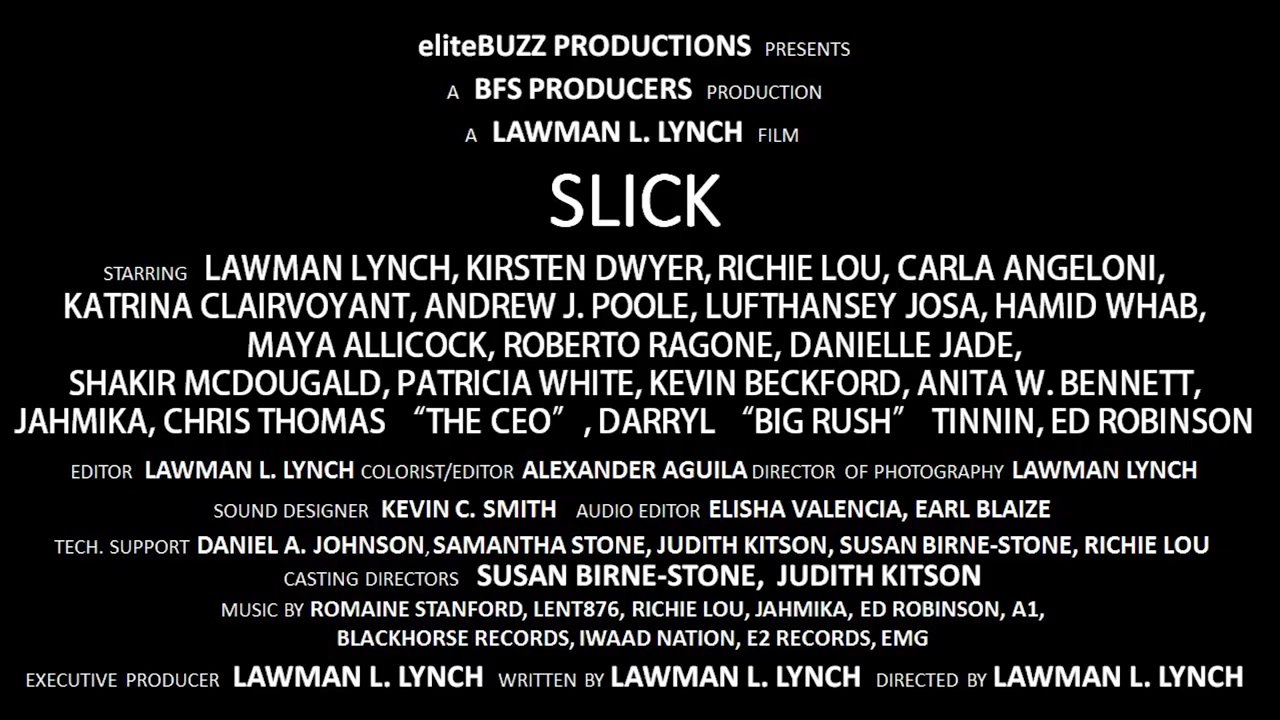 eliteBUZZ PRODUCTIONS PRESENTS
A BFS PRODUCERS PRODUCTION
A LAWMAN L. LYNCH FILM
SLICK
STARRING LAWMAN LYNCH, KIRSTEN DWYER, RICHIE LOU, CARLA ANGELONI,
KATRINA CLAIRVOYANT, ANDREW J. POOLE, LUFTHANSEY JOSA, HAMID WHAB,
MAYA ALLICOCK, ROBERTO RAGONE, DANIELLE JADE,
SHAKIR MCDOUGALD, PATRICIA WHITE, KEVIN BECKFORD, ANITA W. BENNETT,
JAHMIKA, CHRIS THOMAS “THE CEO” , DARRYL “BIG RUSH” TINNIN, ED ROBINSON
EDITOR LAWMAN L. LYNCH COLORIST/EDITOR ALEXANDER AGUILA DIRECTOR OF PHOTOGRAPHY LAWMAN LYNCH
SOUND DESIGNER KEVIN C. SMITH AUDIO EDITOR ELISHA VALENCIA, EARL BLAIZE
TECH. SUPPORT DANIEL A. JOHNSON, SAMANTHA STONE, JUDITH KITSON, SUSAN BIRNE-STONE, RICHIE LOU
CASTING DIRECTORS SUSAN BIRNE-STONE, JUDITH KITSON
MUSIC BY ROMAINE STANFORD, LENT876, RICHIE LOU, JAHMIKA, ED ROBINSON, A1,
BLACKHORSE RECORDS, IWAAD NATION, E2 RECORDS, EMG
EXECUTIVE PRODUCER LAWMAN L. LYNCH WRITTEN BY LAWMAN L. LYNCH DIRECTED BY LAWMAN L. LYNCH